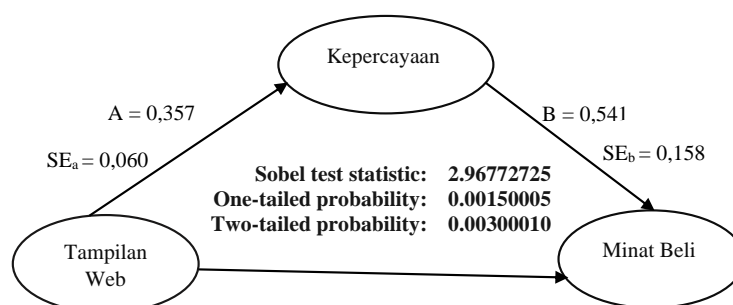 Kepercayaan
A = 0,357
B = 0,541
SEa = 0,060
SEb = 0,158
Sobel test statistic: 2.96772725
One-tailed probability: 0.00150005
Two-tailed probability: 0.00300010
Tampilan
Web
Minat Beli